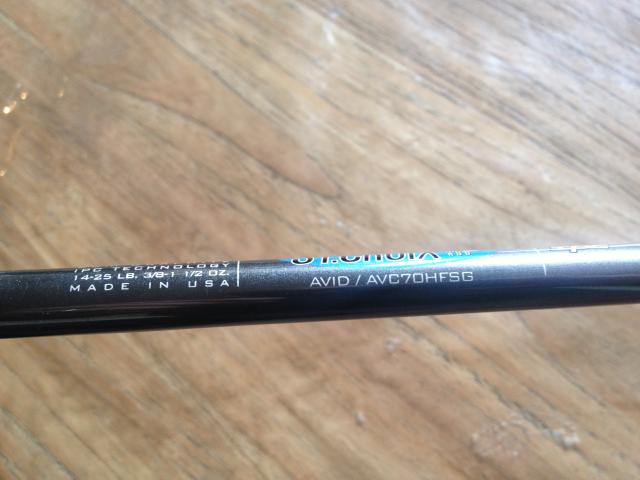 IPC TECHNOLOGY
14-25 LB. 3/8-1 1/2 OZ.
MADE IN USA
AVID / AVC70HFSG